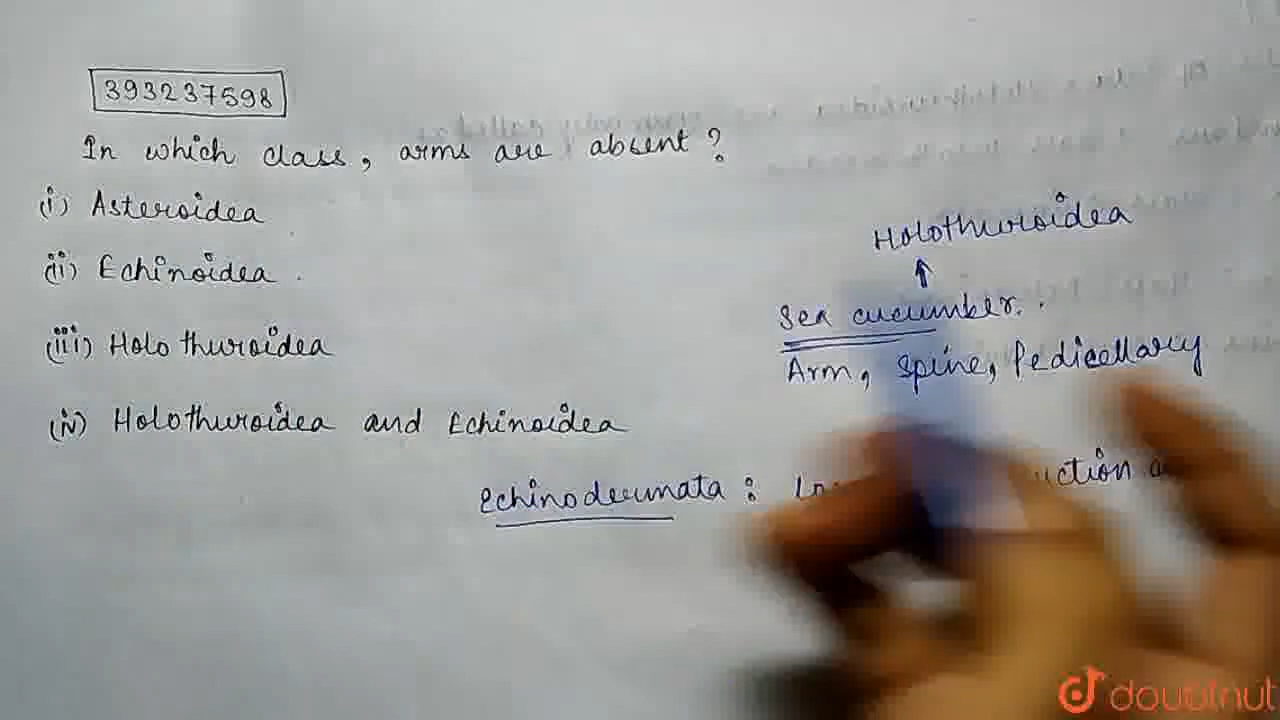 393237598
In which class, arms are absent?
(i) Asteroidea
(ii) Echinoidea.
(iii) Holothuroidea
(iv) Holothuroidea and Echinoidea
Holothuroidea
↑
Sea cucumber.
Arm, Spine, Pedicellary
Echinodermata :
doubtnut